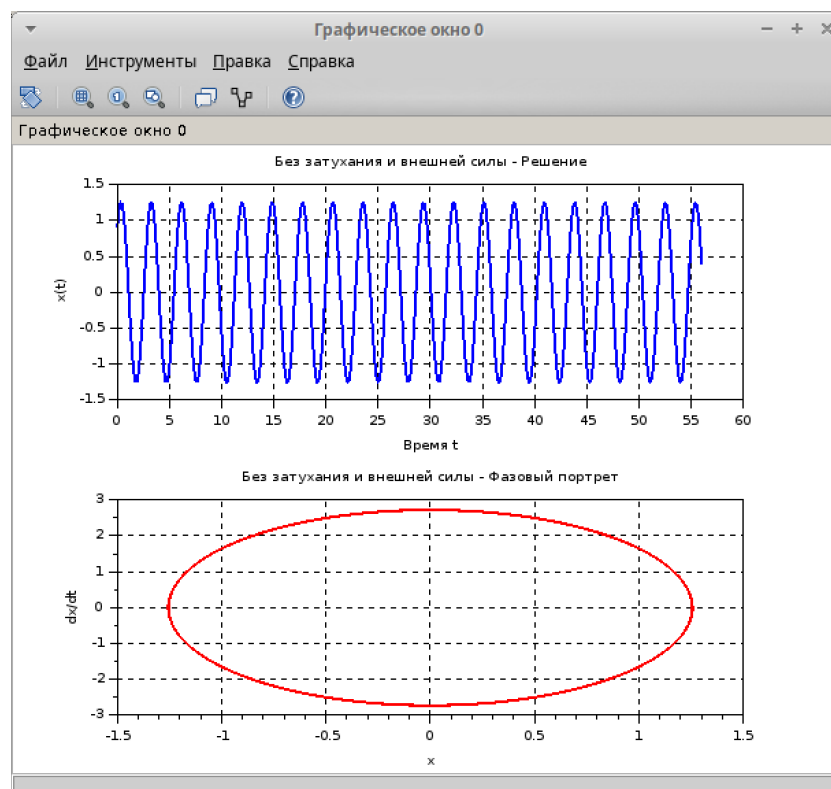 Графическое окно 0
Файл Инструменты Правка Справка
Графическое окно 0
Без затухания и внешней силы - Решение
1.5
1
0.5
0
-0.5
-1
-1.5
x(t)
0 5 10 15 20 25 30 35 40 45 50 55 60
Время t
Без затухания и внешней силы - Фазовый портрет
3
2
1
0
-1
-2
-3
dx/dt
-1.5 -1 -0.5 0 0.5 1 1.5
x